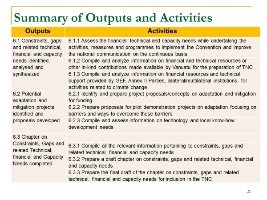 Summary of Outputs and Activities
Outputs
Activities
6.1 Constraints, gaps
and related technical,
financial and capacity
needs identified,
analysed and
synthesized
6.1.1 Assess the financial, technical and capacity needs while undertaking the
activities, measures and programmes to implement the Convention and improve
the national communication on the continuous basis
6.1.2 Compile and analyze information on financial and technical resources or
other in-kind contributions made available by Vanuatu for the preparation of TNC
6.1.3 Compile and analyze information on financial resources and technical
support provided by GEF, Annex II Parties, bilateral/multilateral institutions, for
activities related to climate change
6.2 Potential
adaptation and
mitigation projects
identified and
proposals developed
6.2.1 Identify and prepare project proposals/concepts on adaptation and mitigation
for funding
6.2.2 Prepare proposals for pilot demonstration projects on adaptation focusing on
barriers and ways to overcome these barriers
6.2.3 Compile and assess information on technology and local know-how
development needs
6.3 Chapter on
Constraints, Gaps and
related Technical,
financial and Capacity
Needs completed
6.3.1 Compile all the relevant information pertaining to constraints, gaps and
related technical, financial and capacity needs
6.3.2 Prepare a draft chapter on constraints, gaps and related technical, financial
and capacity needs
6.3.3 Prepare the final draft of the chapter on constraints, gaps and related
technical, financial and capacity needs for inclusion in the TNC